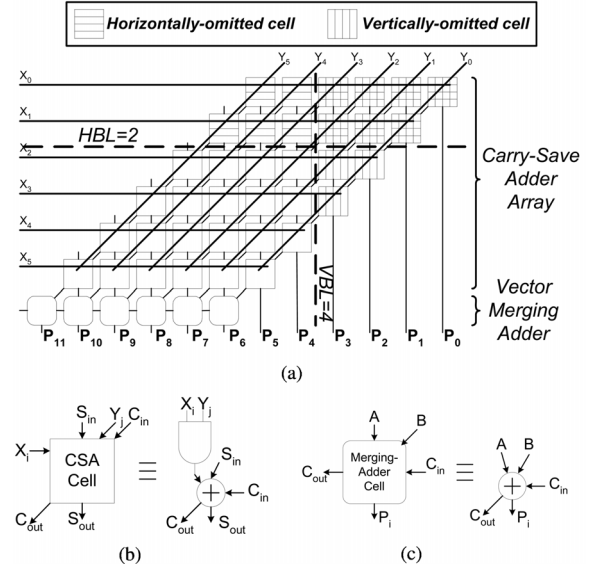 Horizontally-omitted cell Vertically-omitted cell
Y5 Y4 Y3 Y2 Y1 Y0
X0
X1
HBL=2
X2
X3
X4
X5
VBL=4
Carry-Save
Adder
Array
Vector
Merging
Adder
P11 P10 P9 P8 P7 P6 P5 P4 P3 P2 P1 P0
(a)
Sin Yj Cin
Xi
CSA
Cell
Cout Sout
Xi Yj
Sin
Cin
Cout Sout
(b)
A
B
Merging-
Adder
Cell
Cout
Cin
Pi
A B
Cin
Cout Pi
(c)